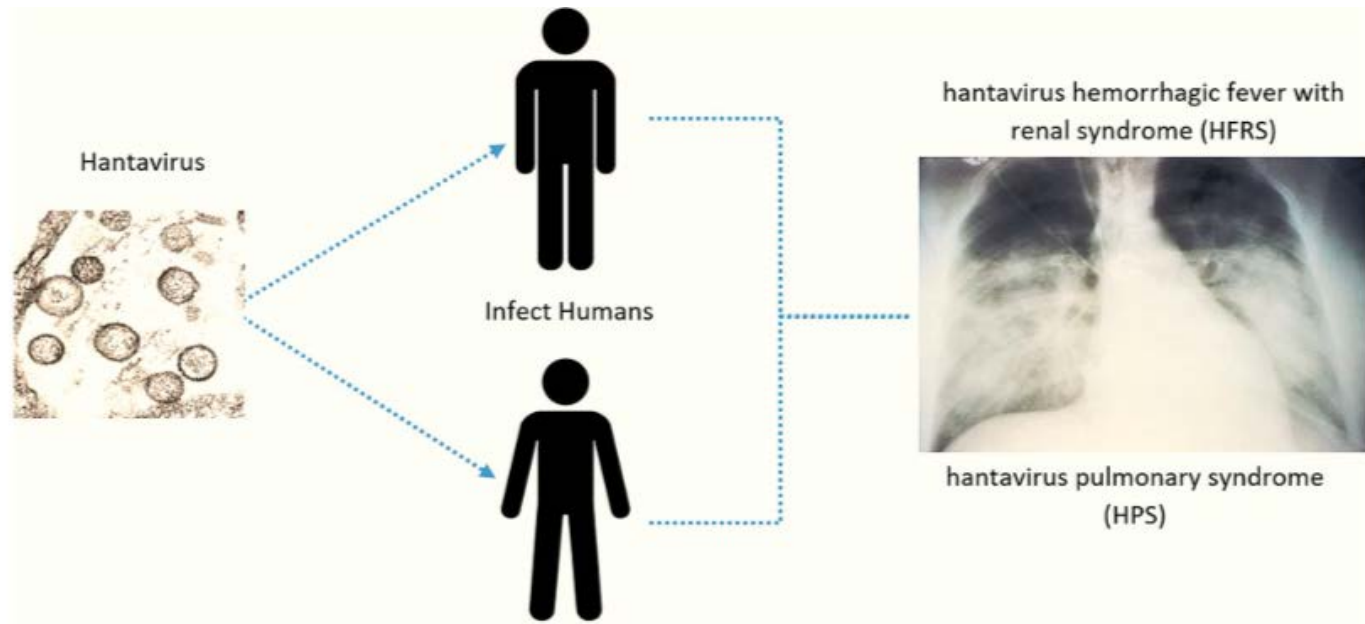 Hantavirus
Infect Humans
hantavirus hemorrhagic fever with
renal syndrome (HFRS)
hantavirus pulmonary syndrome
(HPS)